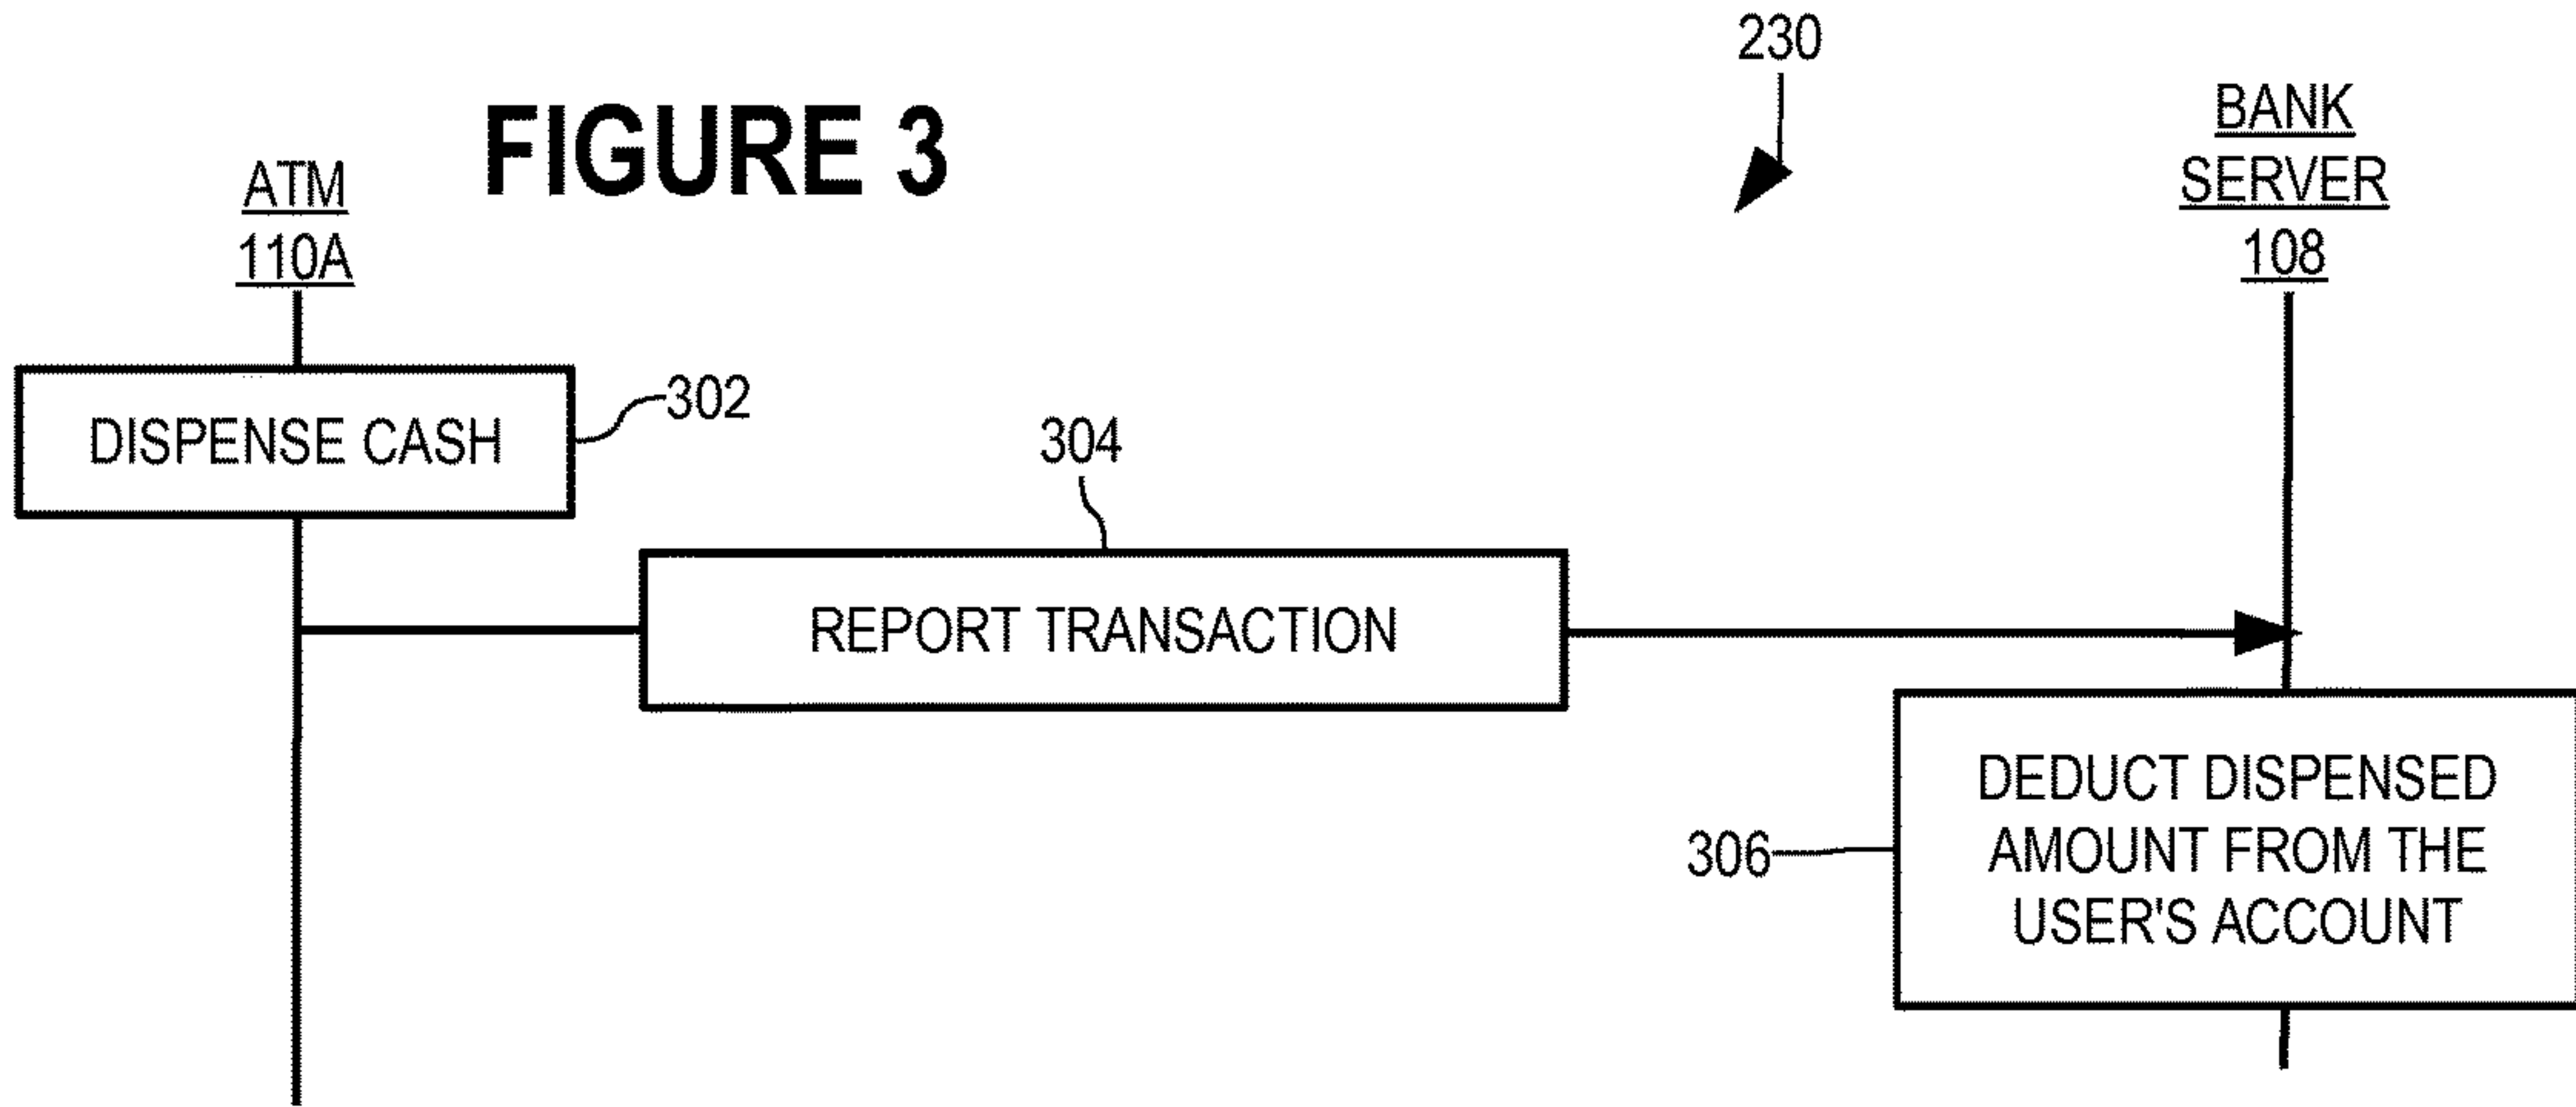 230
FIGURE 3
ATM
110A
BANK
SERVER
108
DISPENSE CASH
302
304
REPORT TRANSACTION
306
DEDUCT DISPENSED
AMOUNT FROM THE
USER'S ACCOUNT